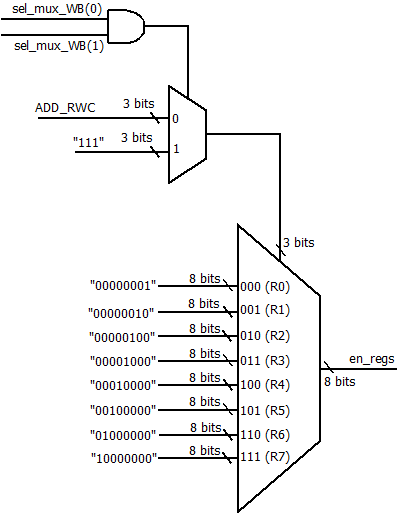 sel_mux_WB(0)
sel_mux_WB(1)
ADD_RWC 3 bits 0
"111" 3 bits 1
3 bits
"00000001" 8 bits 000 (R0)
"00000010" 8 bits 001 (R1)
"00000100" 8 bits 010 (R2)
"00001000" 8 bits 011 (R3)
"00010000" 8 bits 100 (R4)
"00100000" 8 bits 101 (R5)
"01000000" 8 bits 110 (R6)
"10000000" 8 bits 111 (R7)
en_regs
8 bits